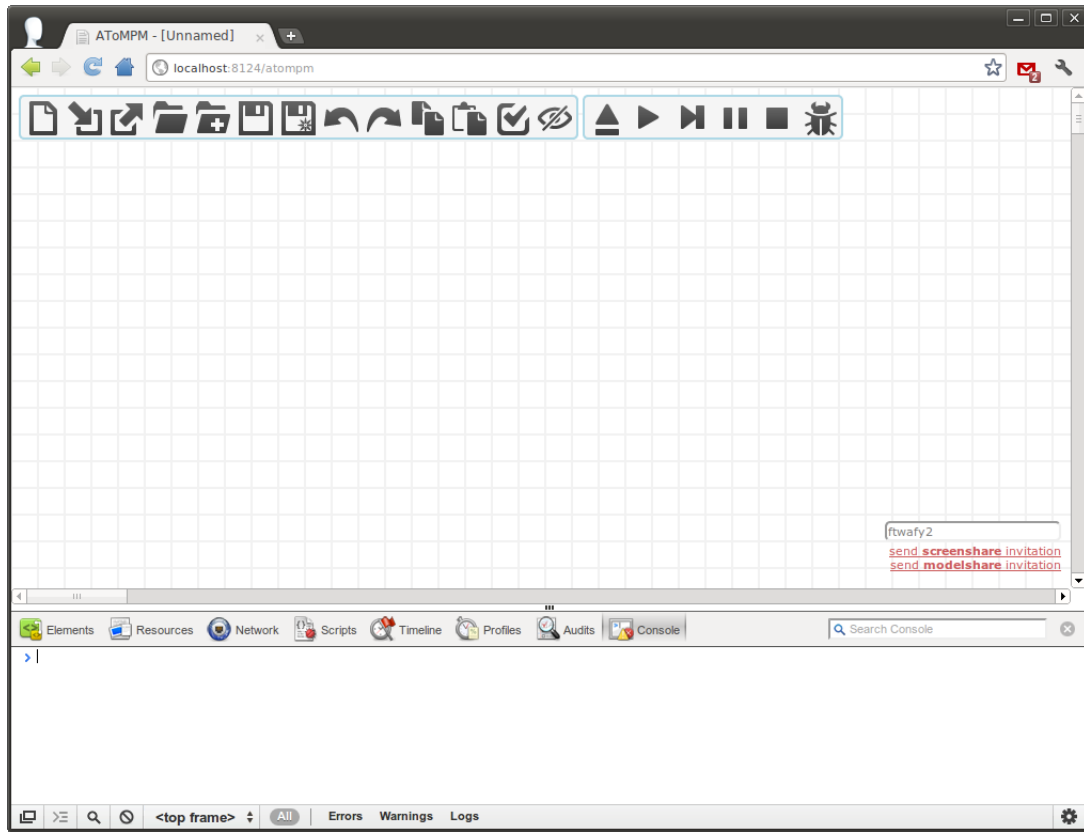 AToMPM - [Unnamed]
localhost:8124/atompm
2
ftwafy2
send screenshare invitation
send modelshare invitation
Elements Resources Network Scripts Timeline Profiles Audits Console Search Console
>
<top frame> All Errors Warnings Logs